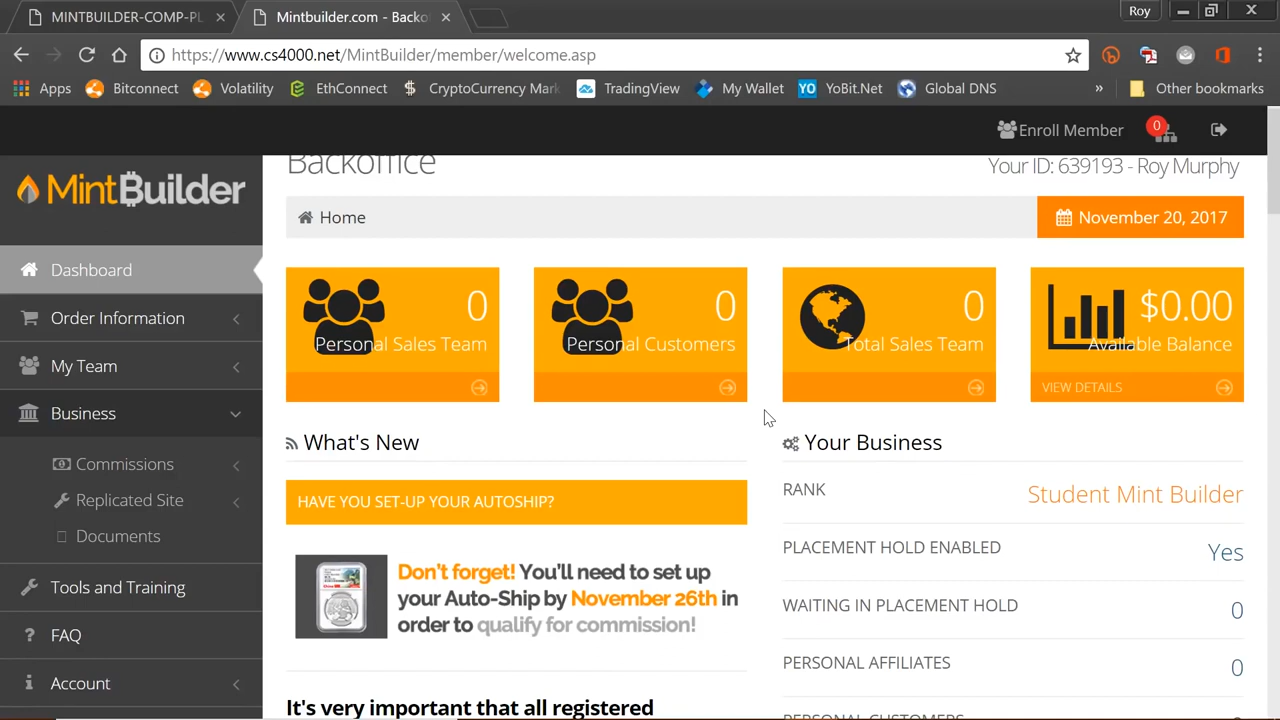 MINTBUILDER-COMP-PL
Mintbuilder.com - Backo
Roy
https://www.cs4000.net/MintBuilder/member/welcome.asp
Apps
Bitconnect
Volatility
EthConnect
CryptoCurrency Mark
TradingView
My Wallet
YO YoBit.Net
Global DNS
»
Other bookmarks
Enroll Member
0
MintBuilder
Backoffice
Your ID: 639193 - Roy Murphy
Home
November 20, 2017
Dashboard
Order Information
My Team
Business
Commissions
Replicated Site
Documents
Tools and Training
? FAQ
Account
0
Personal Sales Team
0
Personal Customers
0
Total Sales Team
$0.00
Available Balance
VIEW DETAILS
What's New
HAVE YOU SET-UP YOUR AUTOSHIP?
Don't forget! You'll need to set up
your Auto-Ship by November 26th in
order to qualify for commission!
It's very important that all registered
Your Business
RANK
Student Mint Builder
PLACEMENT HOLD ENABLED
Yes
WAITING IN PLACEMENT HOLD
0
PERSONAL AFFILIATES
0
PERSONAL CUSTOMERS